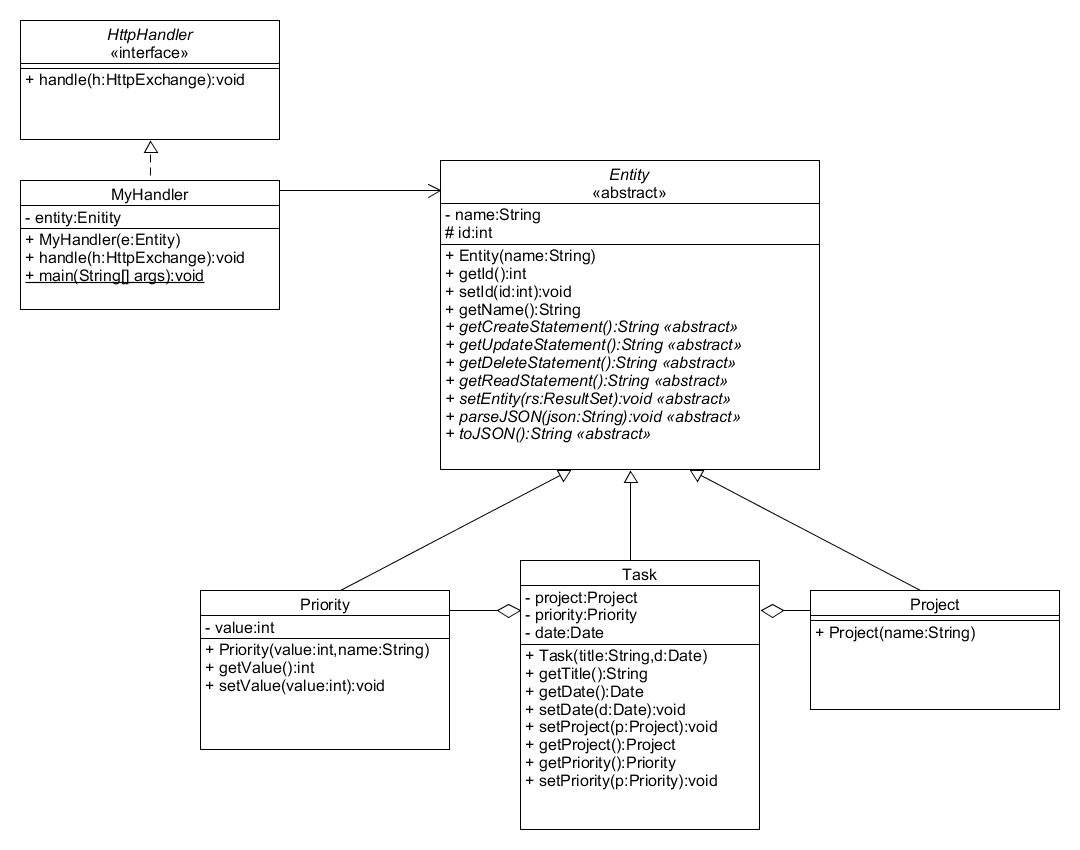 HttpHandler
«interface»
+ handle(h:HttpExchange):void
MyHandler
- entity:Enitity
+ MyHandler(e:Entity)
+ handle(h:HttpExchange):void
+ main(String[] args):void
Entity
«abstract»
- name:String
# id:int
+ Entity(name:String)
+ getId():int
+ setId(id:int):void
+ getName():String
+ getCreateStatement():String «abstract»
+ getUpdateStatement():String «abstract»
+ getDeleteStatement():String «abstract»
+ getReadStatement():String «abstract»
+ setEntity(rs:ResultSet):void «abstract»
+ parseJSON(json:String):void «abstract»
+ toJSON():String «abstract»
Priority
- value:int
+ Priority(value:int,name:String)
+ getValue():int
+ setValue(value:int):void
Task
- project:Project
- priority:Priority
- date:Date
+ Task(title:String,d:Date)
+ getTitle():String
+ getDate():Date
+ setDate(d:Date):void
+ setProject(p:Project):void
+ getProject():Project
+ getPriority():Priority
+ setPriority(p:Priority):void
Project
+ Project(name:String)